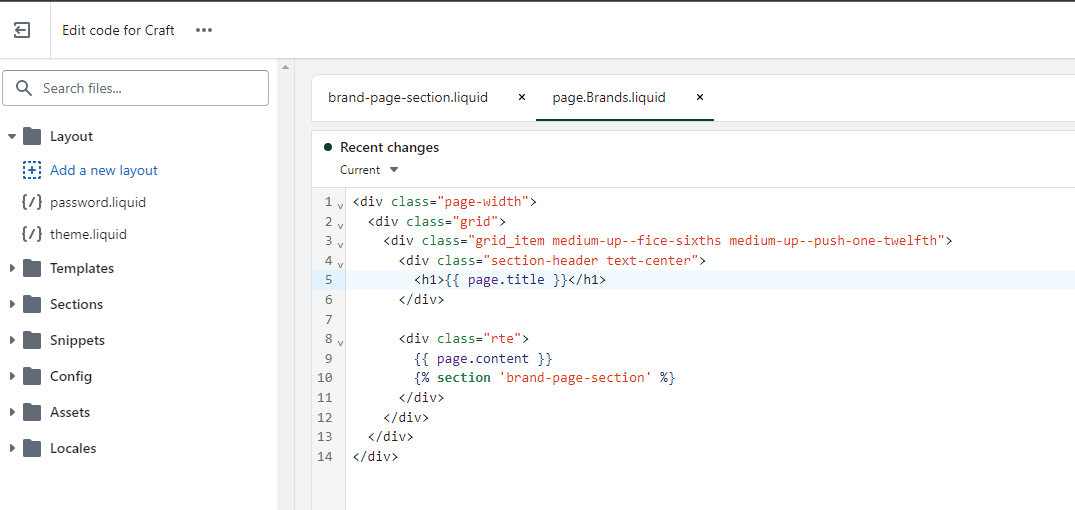 Edit code for Craft •••
Search files...
Layout
Add a new layout
{/} password.liquid
{/} theme.liquid
Templates
Sections
Snippets
Config
Assets
Locales
brand-page-section.liquid × page.Brands.liquid ×
Recent changes
Current
1 <div class="page-width">
2 <div class="grid">
3 <div class="grid_item medium-up--fice-sixths medium-up--push-one-twelfth">
4 <div class="section-header text-center">
5 <h1>{{ page.title }}</h1>
6 </div>
7
8 <div class="rte">
9 {{ page.content }}
10 {% section 'brand-page-section' %}
11 </div>
12 </div>
13 </div>
14 </div>